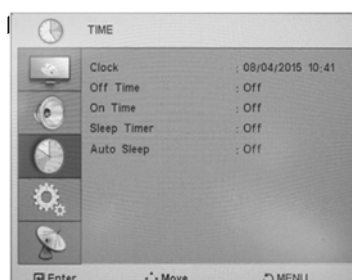 TIME
Clock : 08/04/2015 10:41
Off Time : Off
On Time : Off
Sleep Timer : Off
Auto Sleep : Off
Enter Move MENU